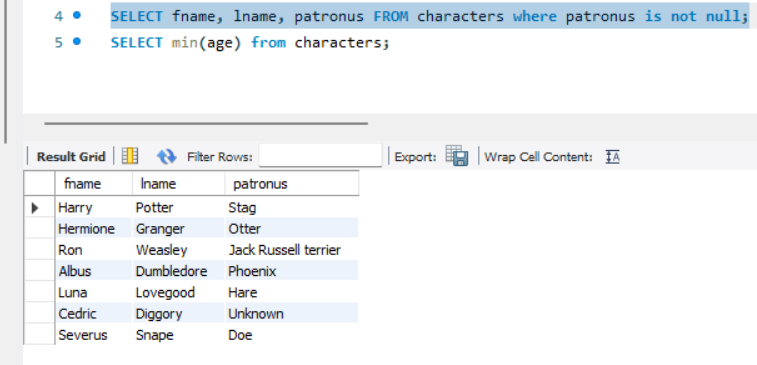 4 SELECT fname, lname, patronus FROM characters where patronus is not null;
5 SELECT min(age) from characters;
Result Grid Filter Rows: Export: Wrap Cell Content: IA
fname lname patronus
Harry Potter Stag
Hermione Granger Otter
Ron Weasley Jack Russell terrier
Albus Dumbledore Phoenix
Luna Lovegood Hare
Cedric Diggory Unknown
Severus Snape Doe